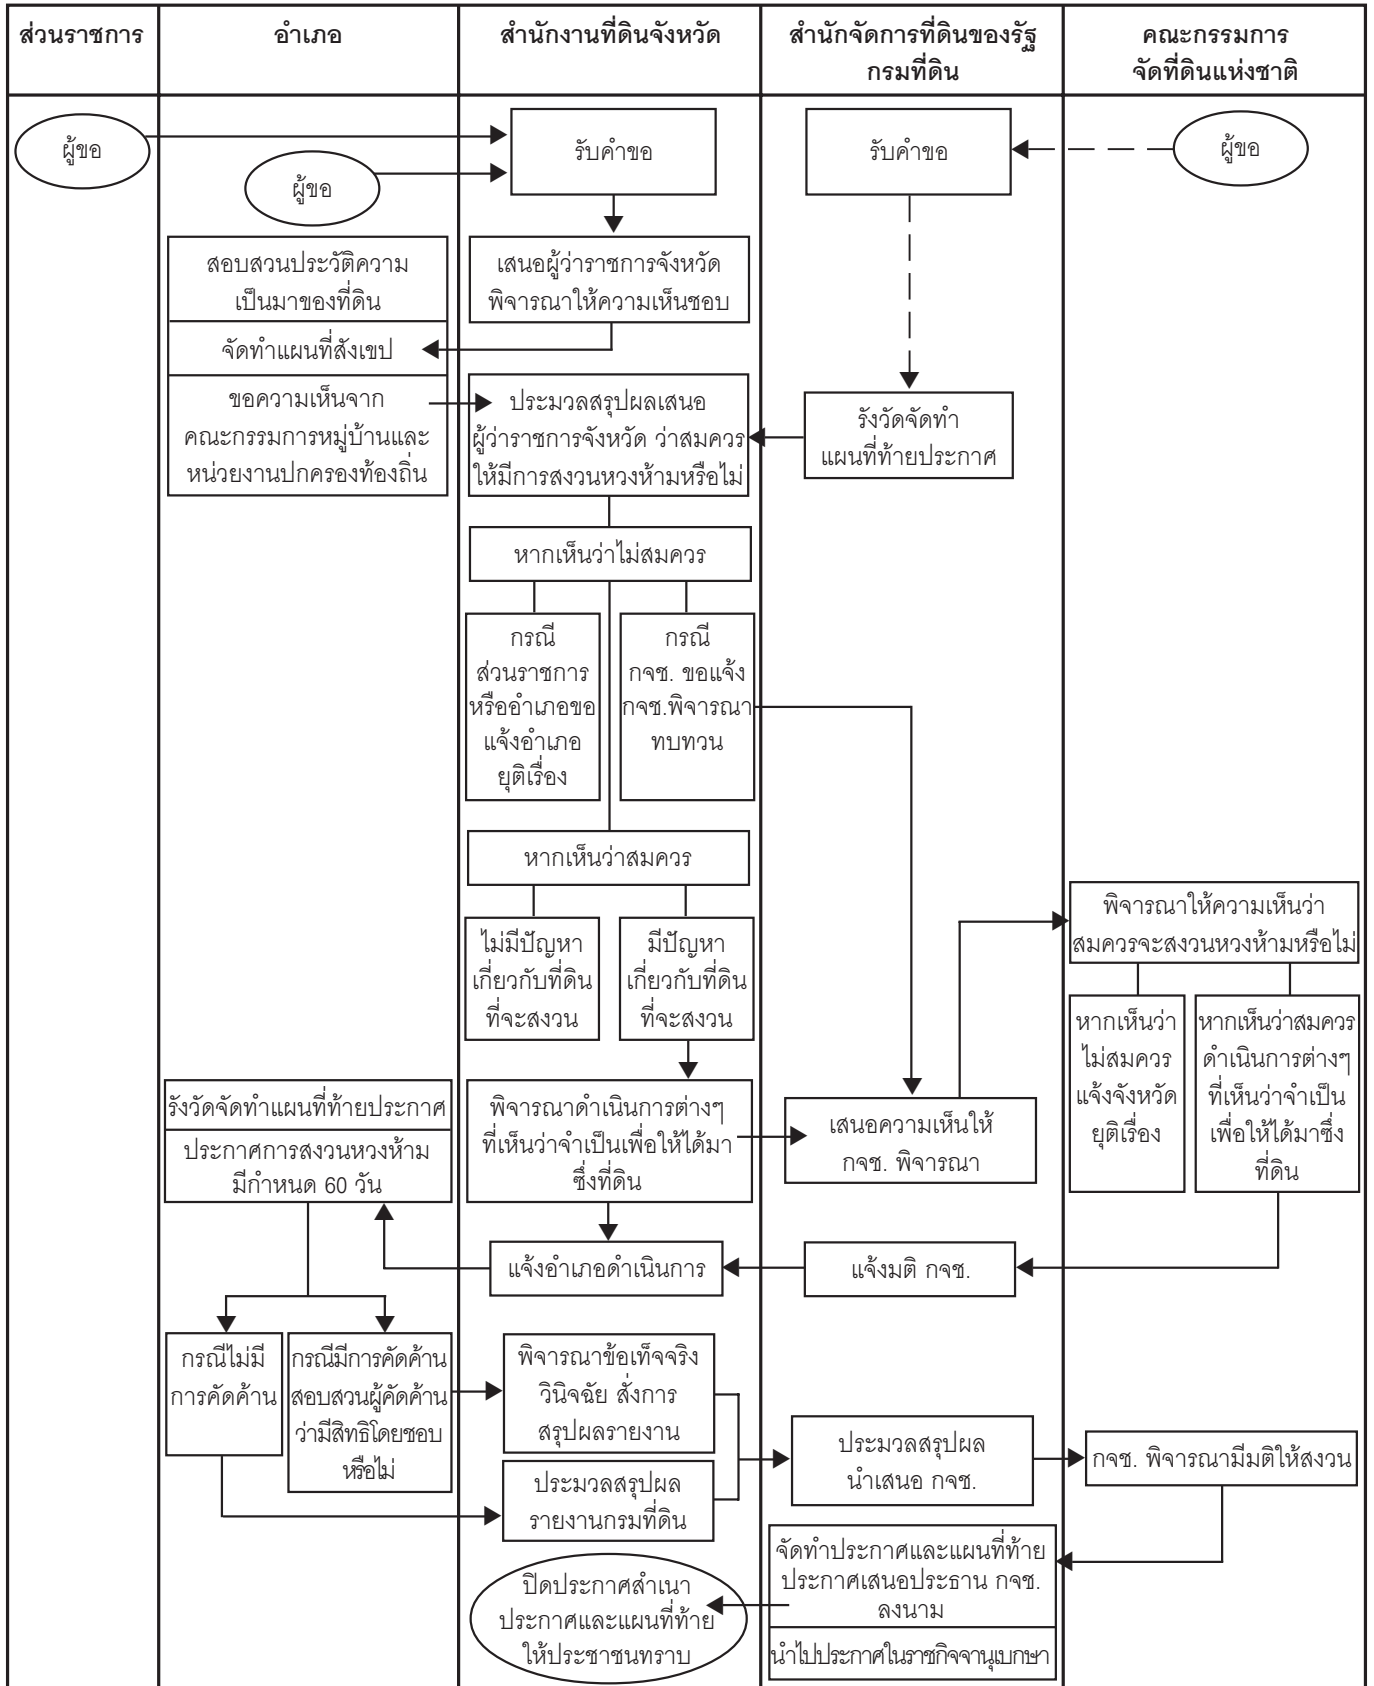 ส่วนราชการ
อำเภอ
สำนักงานที่ดินจังหวัด
สำนักจัดการที่ดินของรัฐ
กรมที่ดิน
คณะกรรมการ
จัดที่ดินแห่งชาติ
ผู้ขอ
ผู้ขอ
รับคำขอ
รับคำขอ
ผู้ขอ
สอบสวนประวัติความ
เป็นมาของที่ดิน
จัดทำแผนที่สังเขป
ขอความเห็นจาก
คณะกรรมการหมู่บ้านและ
หน่วยงานปกครองท้องถิ่น
เสนอผู้ว่าราชการจังหวัด
พิจารณาให้ความเห็นชอบ
ประมวลสรุปผลเสนอ
ผู้ว่าราชการจังหวัด ว่าสมควร
ให้มีการสงวนหวงห้ามหรือไม่
รังวัดจัดทำ
แผนที่ท้ายประกาศ
หากเห็นว่าไม่สมควร
กรณี
ส่วนราชการ
หรืออำเภอขอ
แจ้งอำเภอ
ยุติเรื่อง
กรณี
กจช. ขอแจ้ง
กจช.พิจารณา
ทบทวน
หากเห็นว่าสมควร
ไม่มีปัญหา
เกี่ยวกับที่ดิน
ที่จะสงวน
มีปัญหา
เกี่ยวกับที่ดิน
ที่จะสงวน
พิจารณาให้ความเห็นว่า
สมควรจะสงวนหวงห้ามหรือไม่
หากเห็นว่า
ไม่สมควร
แจ้งจังหวัด
ยุติเรื่อง
หากเห็นว่าสมควร
ดำเนินการต่างๆ
ที่เห็นว่าจำเป็น
เพื่อให้ได้มาซึ่ง
ที่ดิน
รังวัดจัดทำแผนที่ท้ายประกาศ
ประกาศการสงวนหวงห้าม
มีกำหนด 60 วัน
พิจารณาดำเนินการต่างๆ
ที่เห็นว่าจำเป็นเพื่อให้ได้มา
ซึ่งที่ดิน
เสนอความเห็นให้
กจช. พิจารณา
แจ้งอำเภอดำเนินการ
แจ้งมติ กจช.
กรณีไม่มี
การคัดค้าน
กรณีมีการคัดค้าน
สอบสวนผู้คัดค้าน
ว่ามีสิทธิโดยชอบ
หรือไม่
พิจารณาข้อเท็จจริง
วินิจฉัย สั่งการ
สรุปผลรายงาน
ประมวลสรุปผล
รายงานกรมที่ดิน
ประมวลสรุปผล
นำเสนอ กจช.
กจช. พิจารณามีมติให้สงวน
จัดทำประกาศและแผนที่ท้าย
ประกาศเสนอประธาน กจช.
ลงนาม
นำไปประกาศในราชกิจจานุเบกษา
ปิดประกาศสำเนา
ประกาศและแผนที่ท้าย
ให้ประชาชนทราบ